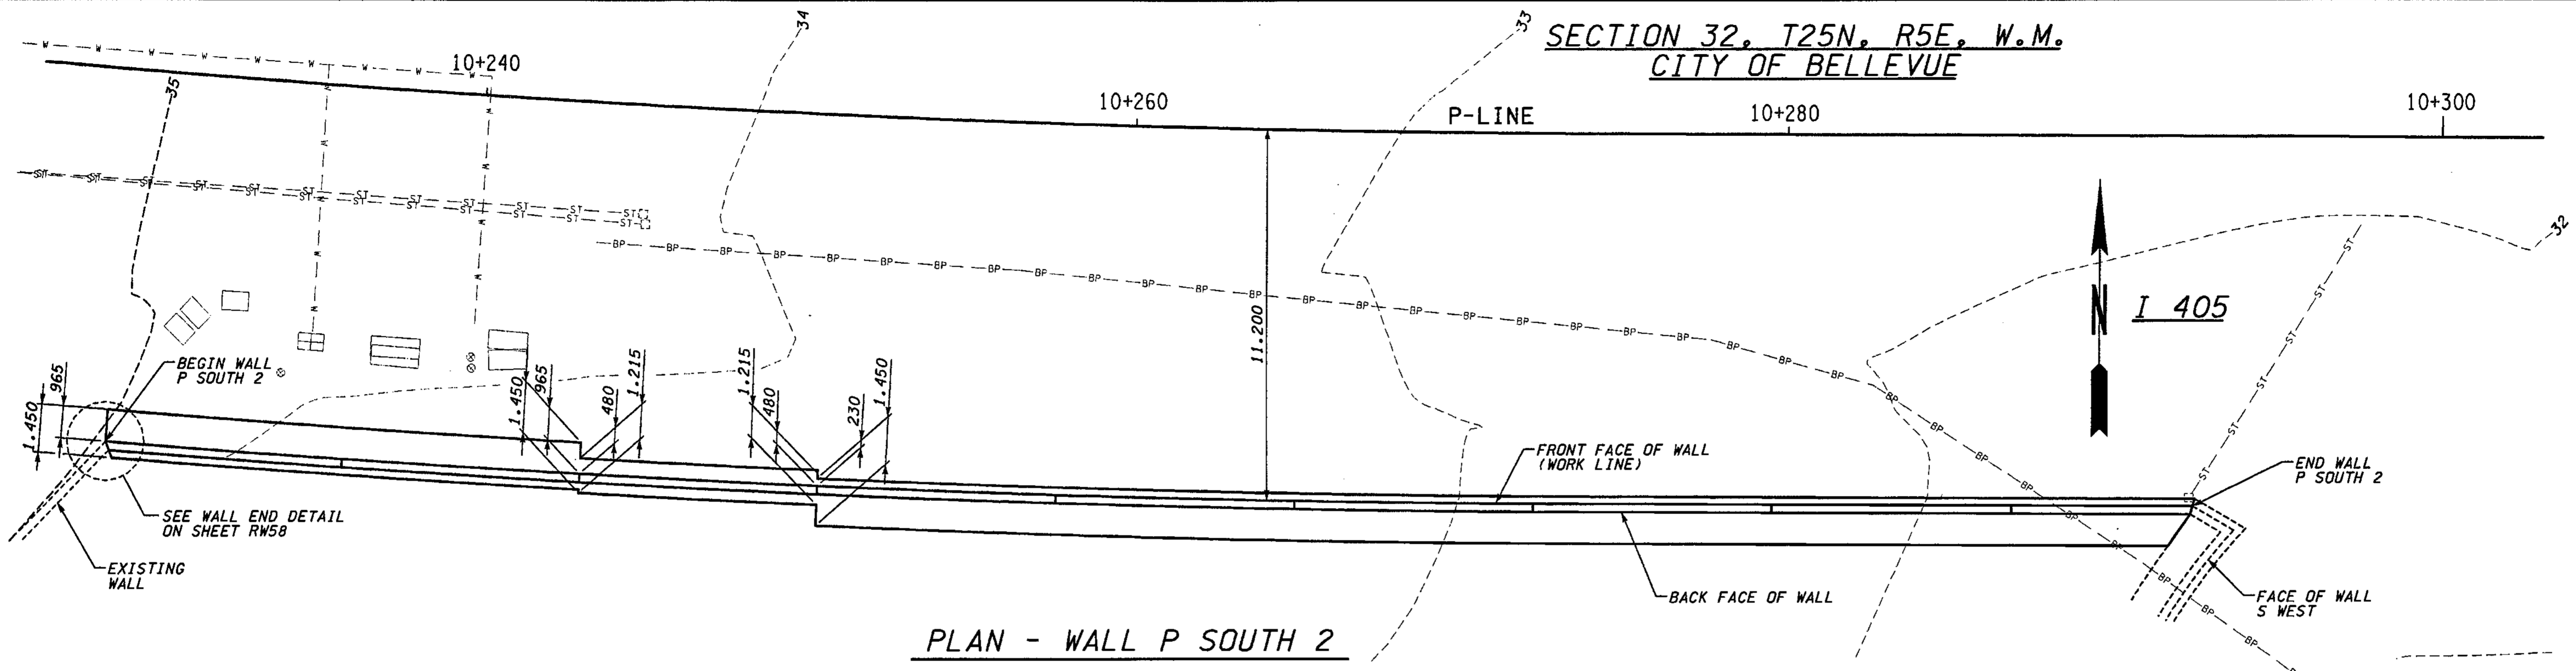 SECTION 32, T25N, R5E, W.M.
CITY OF BELLEVUE
35
34
33
32
10+240
10+260
P-LINE
10+280
10+300
11.200
N
I 405
BEGIN WALL
P SOUTH 2
965
1.450
1.450
965
480
1.215
1.215
480
230
1.450
FRONT FACE OF WALL
(WORK LINE)
END WALL
P SOUTH 2
SEE WALL END DETAIL
ON SHEET RW58
EXISTING
WALL
BACK FACE OF WALL
FACE OF WALL
S WEST
PLAN - WALL P SOUTH 2